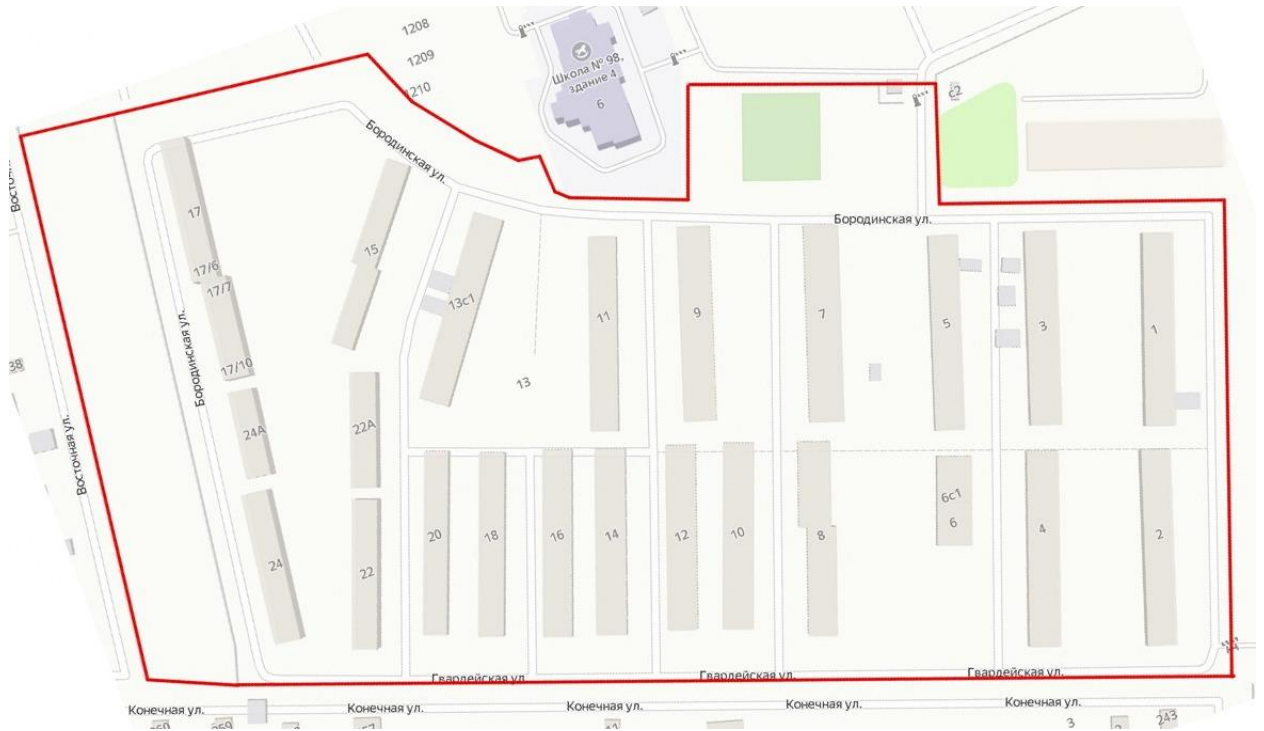 1208
1209
1210
Школа № 98,
здание 4
6
с2
Бородинская ул.
Бородинская ул.
17
17/6
17/7
17/10
15
13с1
11
9
7
5
3
1
13
Бородинская ул.
24А
22А
38
Восточная ул.
20
18
16
14
12
10
8
6с1
6
4
2
24
22
Гвардейская ул.
Гвардейская ул.
Гвардейская ул.
Конечная ул.
Конечная ул.
Конечная ул.
Конечная ул.
Конечная ул.
3
243